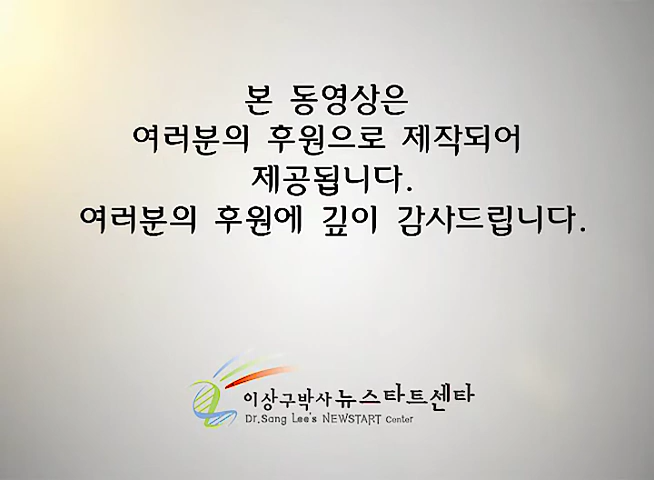 본 동영상은
여러분의 후원으로 제작되어
제공됩니다.
여러분의 후원에 깊이 감사드립니다.
이상구박사 뉴스타트센타
Dr.Sang Lee's NEWSTART Center